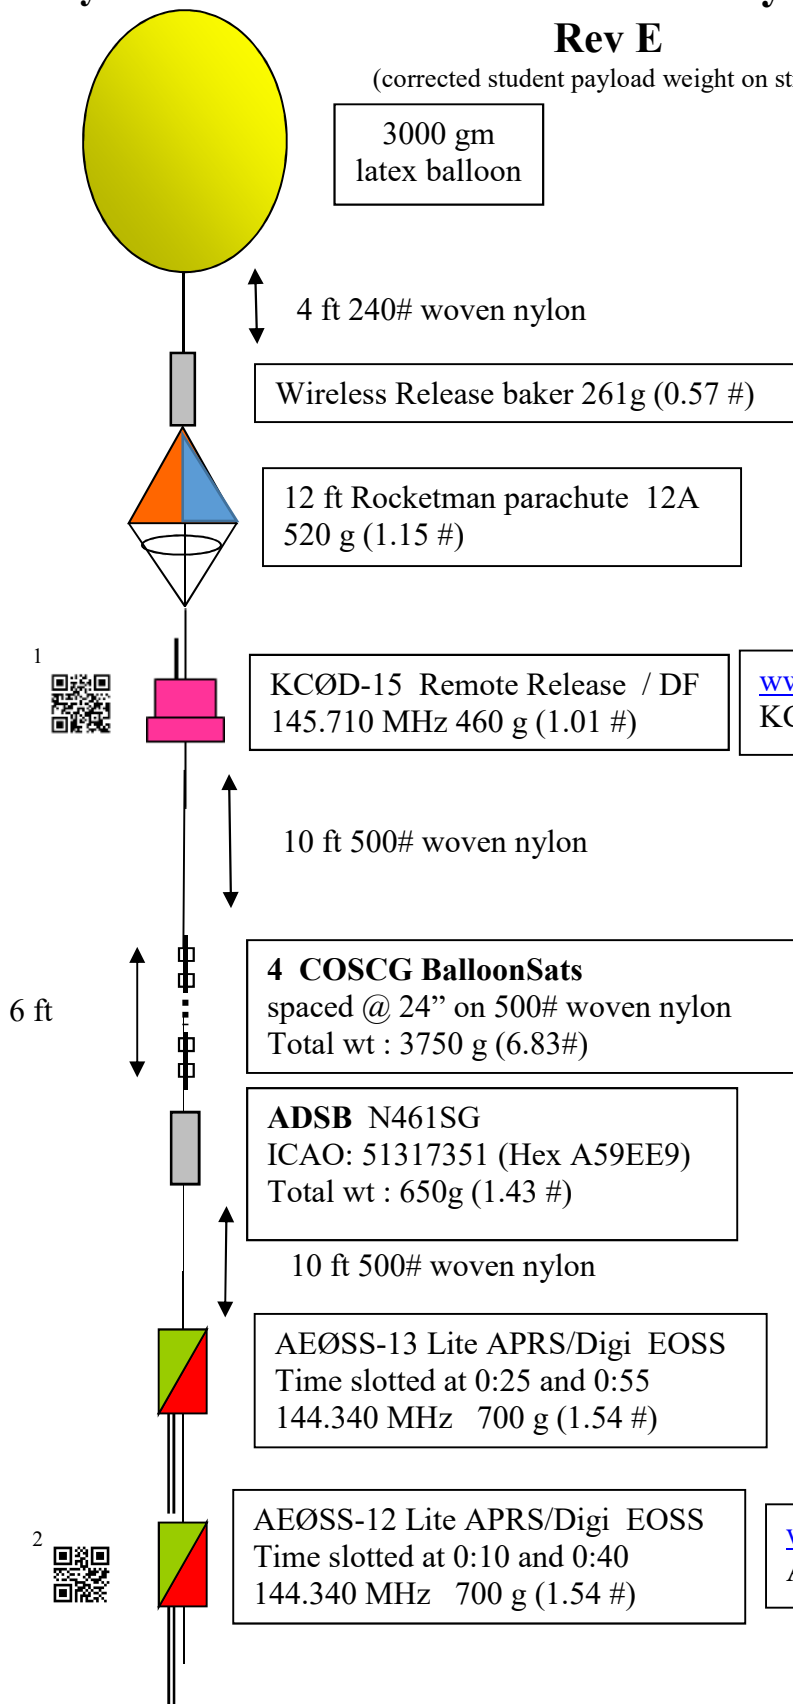 Rev E
(corrected student payload weight on
3000 gm
latex balloon
4 ft 240# woven nylon
Wireless Release baker 261g (0.57 #)
12 ft Rocketman parachute  12A
520 g (1.15 #)
1
KCØD-15  Remote Release  / DF
145.710 MHz 460 g (1.01 #)
10 ft 500# woven nylon
6 ft
4  COSCG BalloonSats
spaced @ 24” on 500# woven nylon
Total wt : 3750 g (6.83#)
ADSB  N461SG
ICAO: 51317351 (Hex A59EE9)
Total wt : 650g (1.43 #)
10 ft 500# woven nylon
AEØSS-13 Lite APRS/Digi  EOSS
Time slotted at 0:25 and 0:55
144.340 MHz   700 g (1.54 #)
2
AEØSS-12 Lite APRS/Digi  EOSS
Time slotted at 0:10 and 0:40
144.340 MHz   700 g (1.54 #)